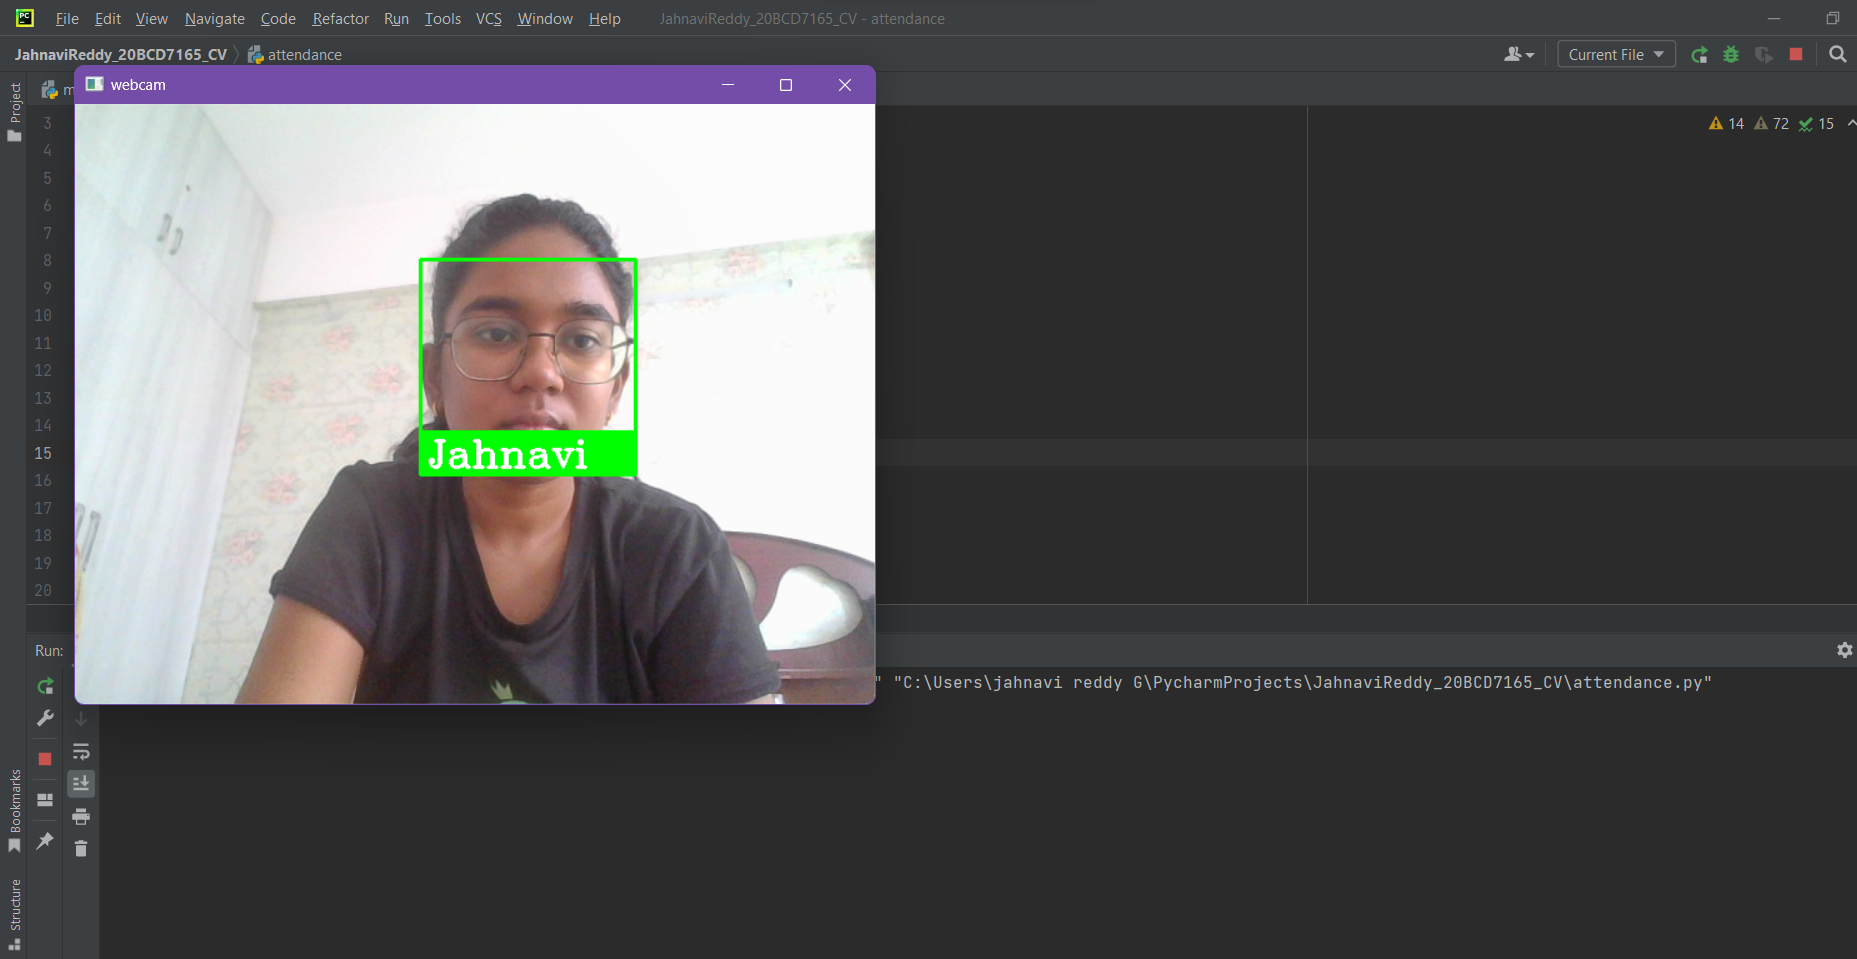 PC
File Edit View Navigate Code Refactor Run Tools VCS Window Help JahnaviReddy_20BCD7165_CV - attendance
JahnaviReddy_20BCD7165_CV attendance Current File
Project
webcam
14 72 15
3
4
5
6
7
8
9
10
11
12
13
14
15
16
17
18
19
20
Jahnavi
Run:
" "C:\Users\jahnavi reddy G\PycharmProjects\JahnaviReddy_20BCD7165_CV\attendance.py"
Bookmarks
Structure